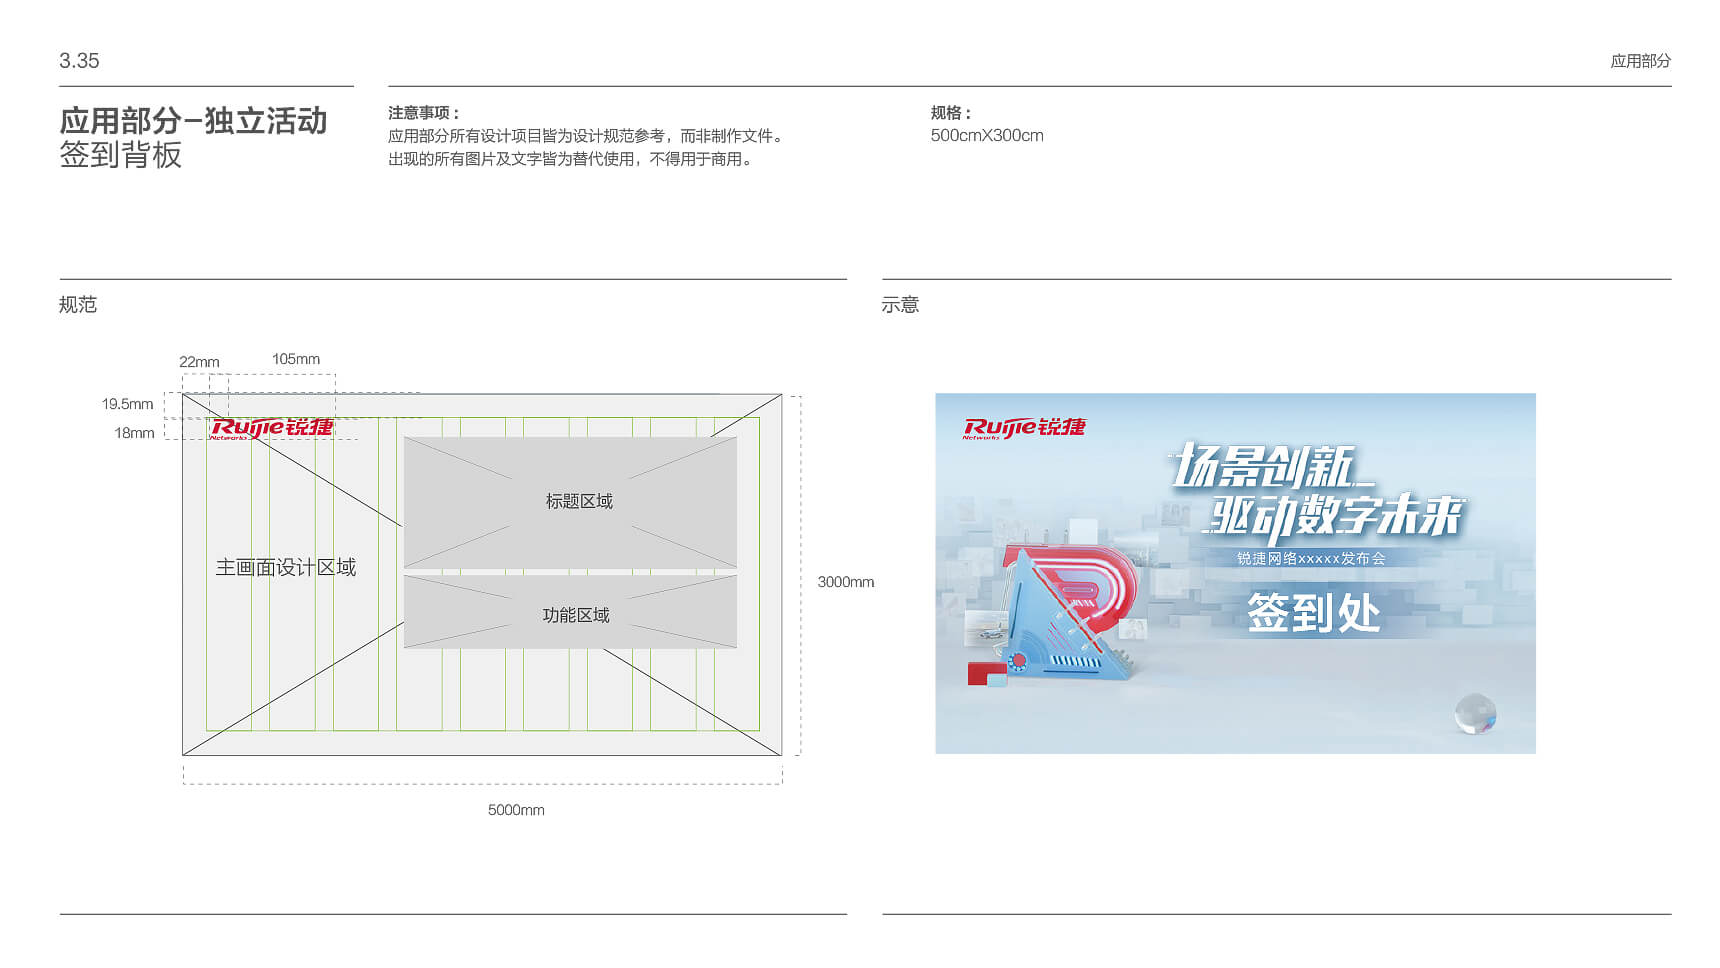 3.35
应用部分
应用部分–独立活动
签到背板
注意事项：
应用部分所有设计项目皆为设计规范参考，而非制作文件。
出现的所有图片及文字皆为替代使用，不得用于商用。
规格：
500cmX300cm
规范
22mm
105mm
19.5mm
18mm
Ruijie锐捷
Networks
标题区域
主画面设计区域
功能区域
3000mm
5000mm
示意
Ruijie锐捷
Networks
场景创新
驱动数字未来
锐捷网络xxxxx发布会
签到处